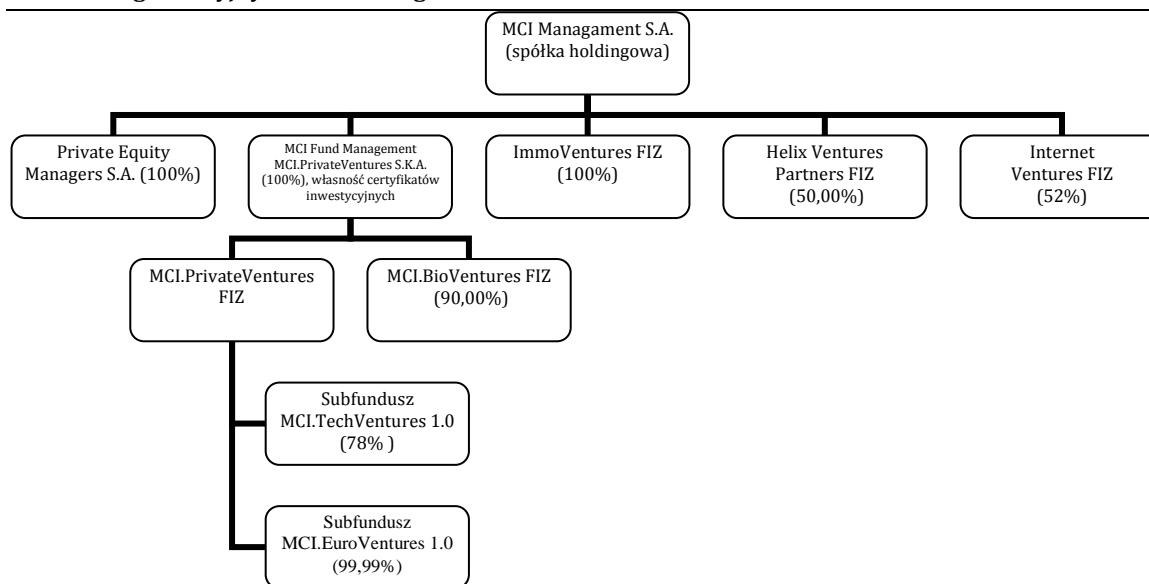 MCI Managament S.A.
(spółka holdingowa)
Private Equity
Managers S.A. (100%)
MCI Fund Management
MCI.PrivateVentures S.K.A.
(100%), własność certyfikatów
inwestycyjnych
ImmoVentures FIZ
(100%)
Helix Ventures
Partners FIZ
(50,00%)
Internet
Ventures FIZ
(52%)
MCI.PrivateVentures
FIZ
MCI.BioVentures FIZ
(90,00%)
Subfundusz
MCI.TechVentures 1.0
(78% )
Subfundusz
MCI.EuroVentures 1.0
(99,99%)